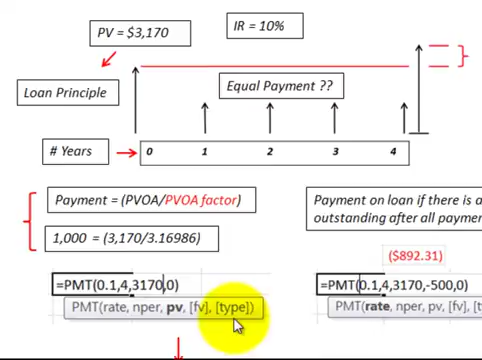 PV = $3,170
IR = 10%
Loan Principle
Equal Payment ??
# Years
0 1 2 3 4
Payment = (PVOA/PVOA factor)
1,000 = (3,170/3.16986)
Payment on loan if there is a
outstanding after all payme
($892.31)
=PMT(0.1,4,3170,0)
PMT(rate, nper, pv, [fv], [type])
=PMT(0.1,4,3170,-500,0)
PMT(rate, nper, pv, [fv], [t